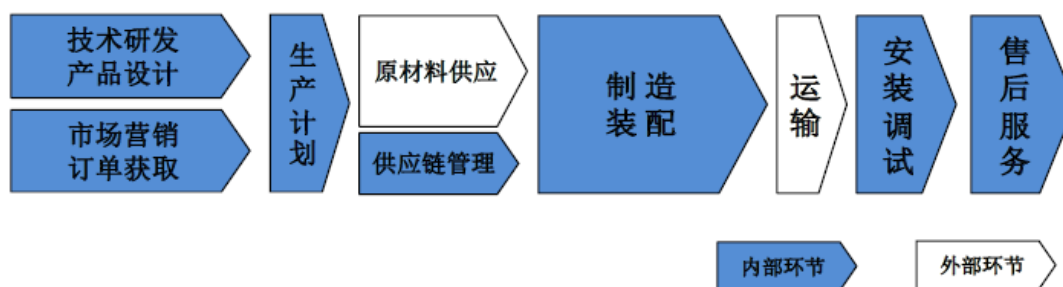 技术研发
产品设计
市场营销
订单获取
生产计划
原材料供应
供应链管理
制造
装配
运输
安装调试
售后服务
内部环节
外部环节